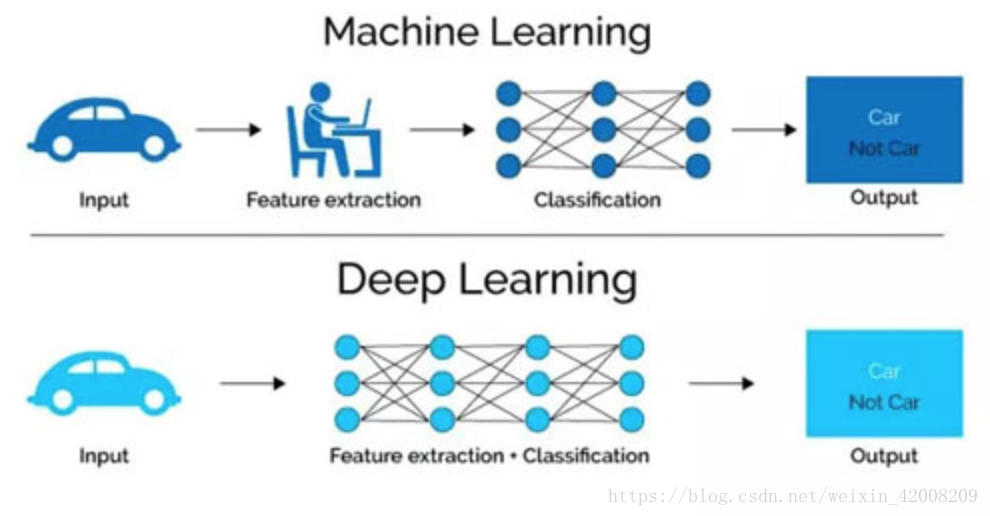 Machine Learning
Input
Feature extraction
Classification
Car
Not Car
Output
Deep Learning
Input
Feature extraction + Classification
Car
Not Car
Output
https://blog.csdn.net/weixin_42008209